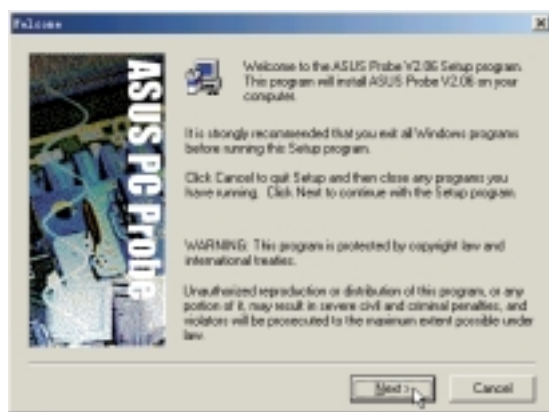 Welcome
ASUS PC Probe
Welcome to the ASUS Probe V2.06 Setup program.
This program will install ASUS Probe V2.06 on your
computer.
It is strongly recommended that you exit all Windows programs
before running this Setup program.
Click Cancel to quit Setup and then close any programs you
have running. Click Next to continue with the Setup program.
WARNING: This program is protected by copyright law and
international treaties.
Unauthorized reproduction or distribution of this program, or any
portion of it, may result in severe civil and criminal penalties, and
violators will be prosecuted to the maximum extent possible under
law.
Next >
Cancel